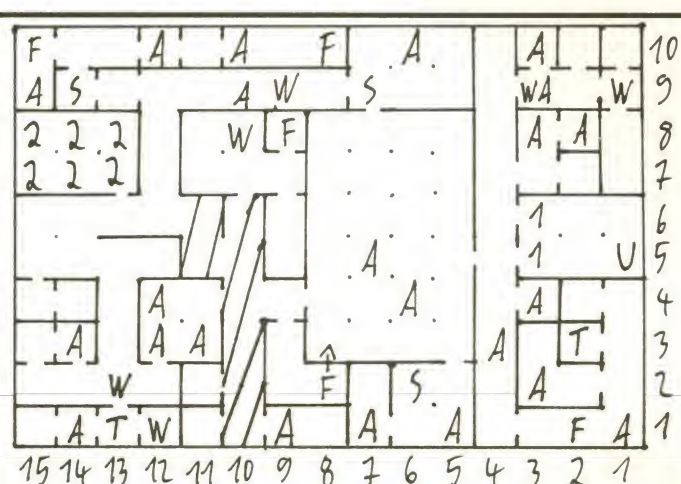 F A A F A A 10
A S A W S WA W 9
2 2 2 W F A A 8
2 2 2 7
1 6
A 1 U 5
A A A 4
A A A A T 3
W F S A 2
A T W A A A F A 1
15 14 13 12 11 10 9 8 7 6 5 4 3 2 1